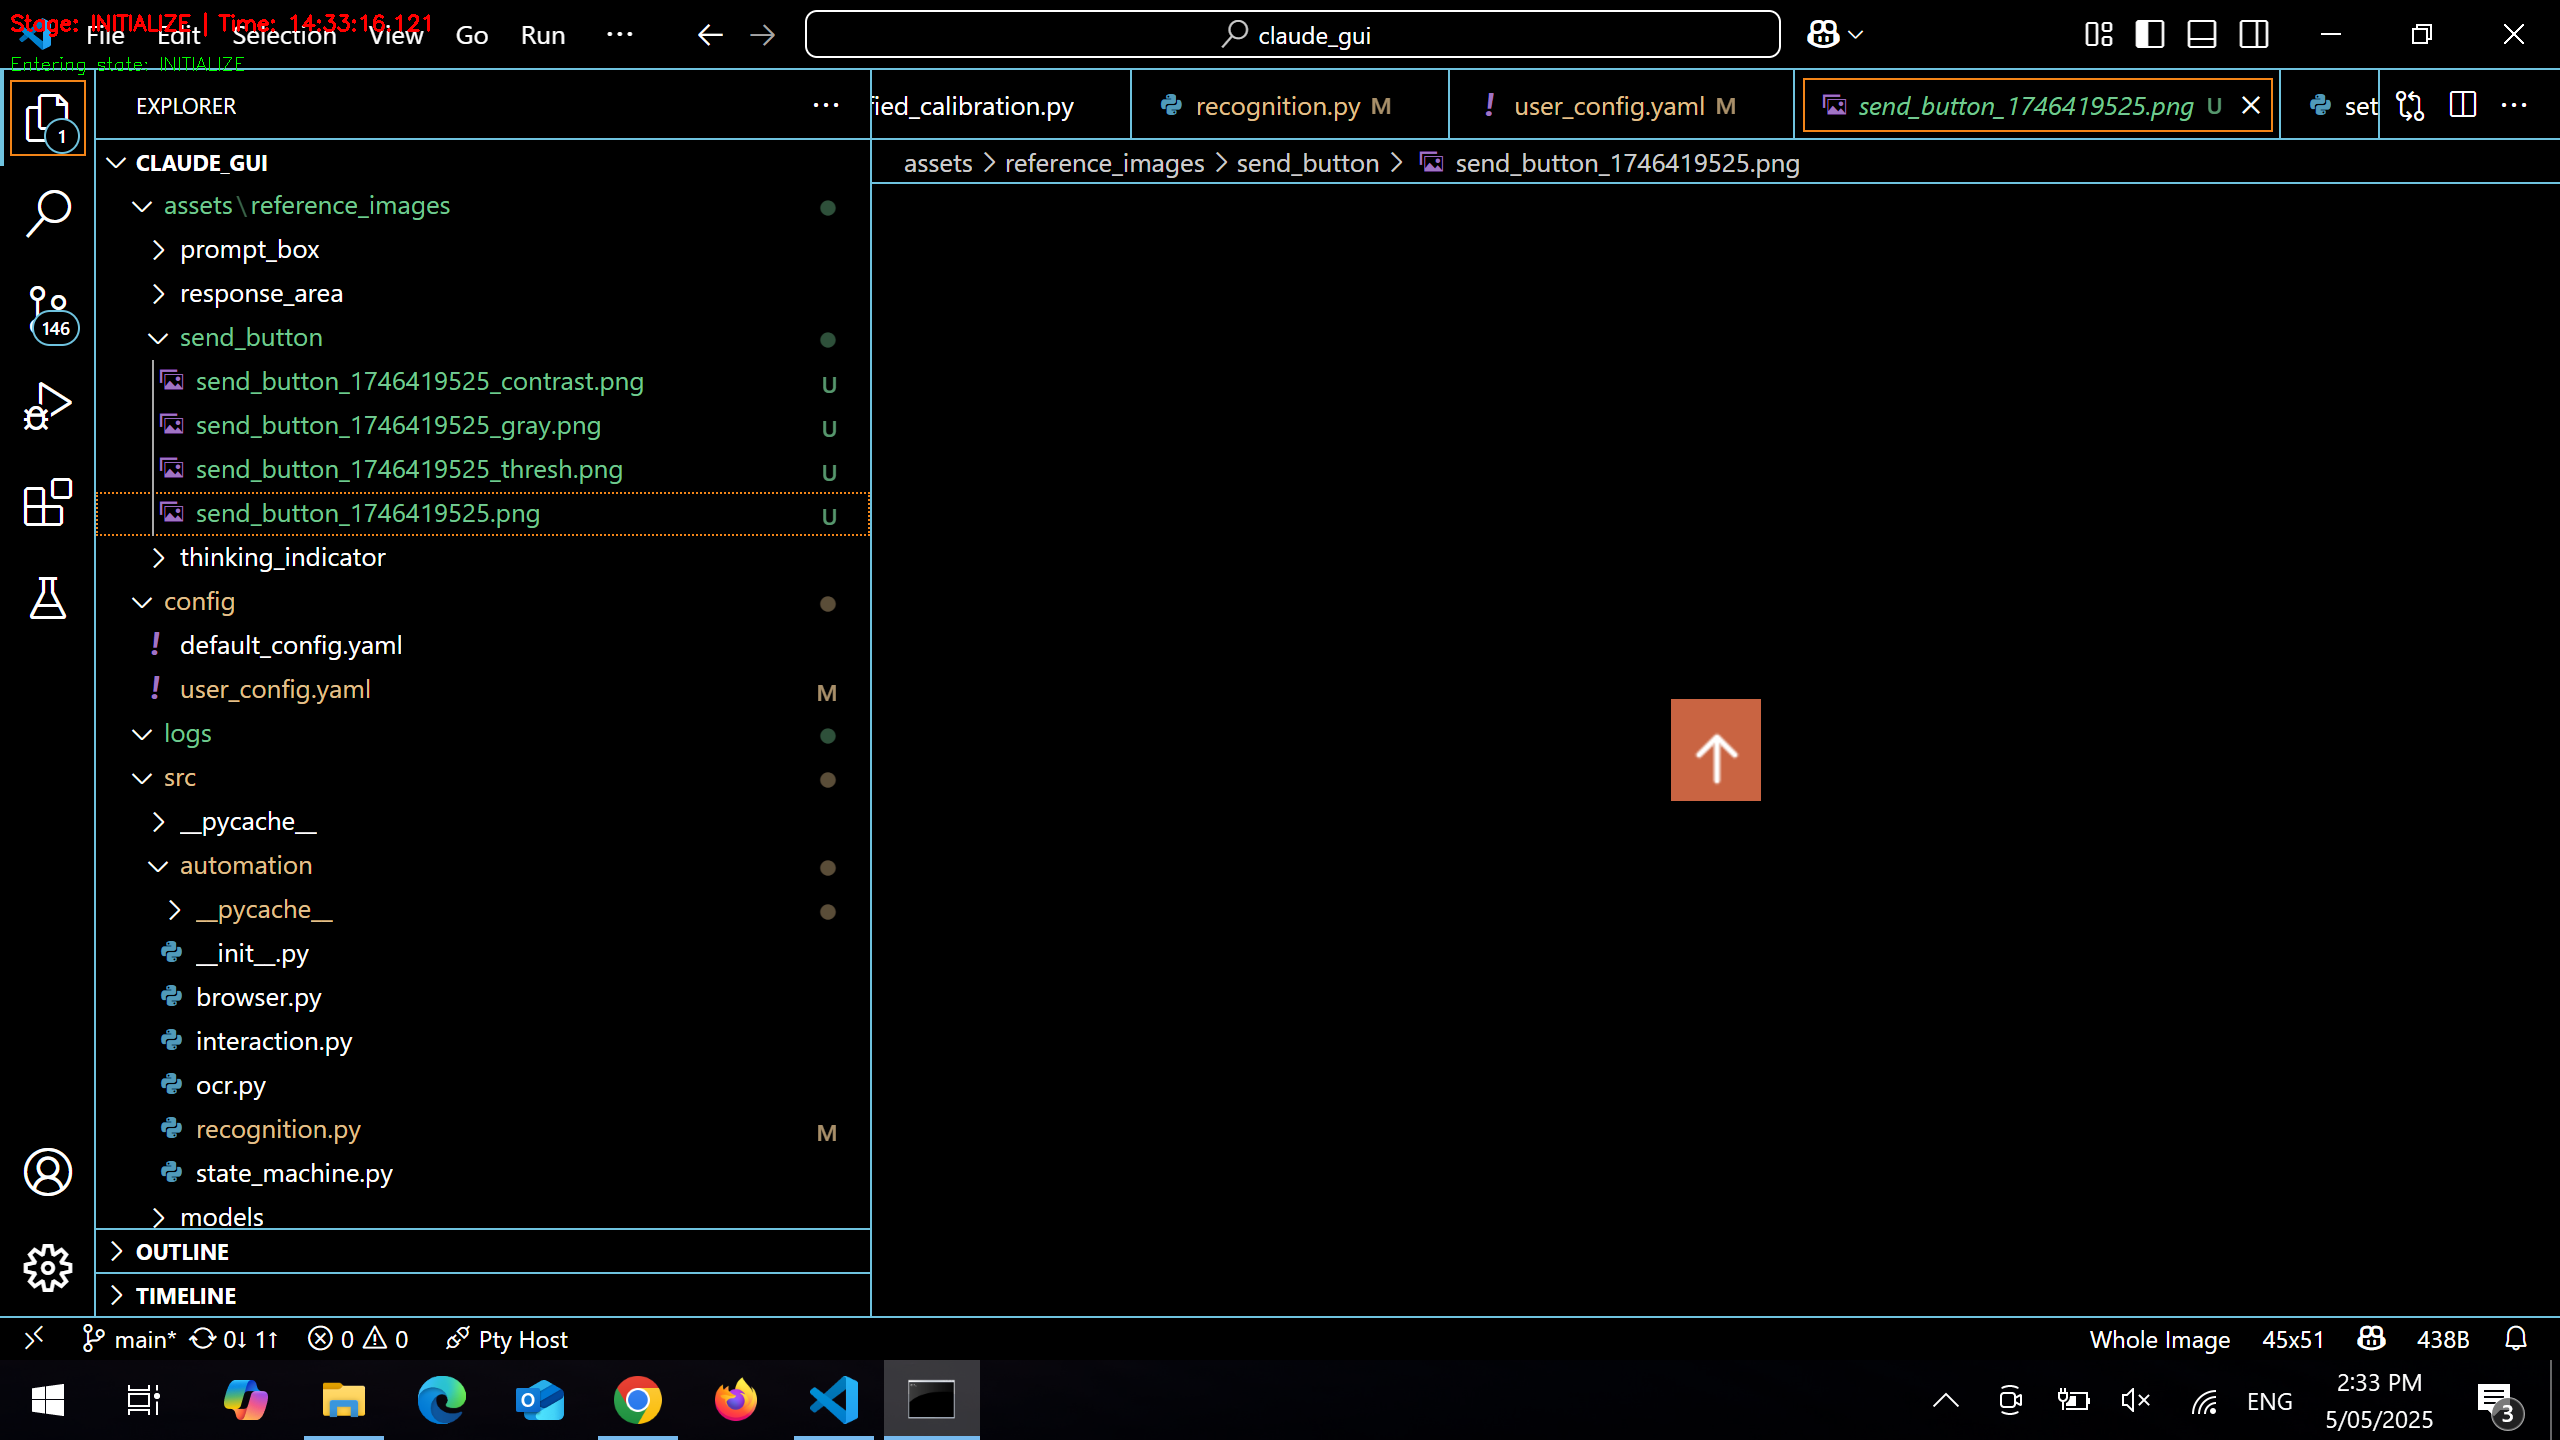 Stage: INITIALIZE | Time: 14:33:16.121
Entering state: INITIALIZE
File Edit Selection View Go Run ···
claude_gui
EXPLORER
fied_calibration.py
recognition.py M
user_config.yaml M
send_button_1746419525.png U
set
assets > reference_images > send_button > send_button_1746419525.png
CLAUDE_GUI
assets\reference_images
prompt_box
response_area
send_button
send_button_1746419525_contrast.png U
send_button_1746419525_gray.png U
send_button_1746419525_thresh.png U
send_button_1746419525.png U
thinking_indicator
config
default_config.yaml
user_config.yaml M
logs
src
__pycache__
automation
__pycache__
__init__.py
browser.py
interaction.py
ocr.py
recognition.py M
state_machine.py
models
OUTLINE
TIMELINE
1
146
main* 0↓ 1↑ 0 0 Pty Host
Whole Image 45x51 438B
ENG
2:33 PM
5/05/2025
3